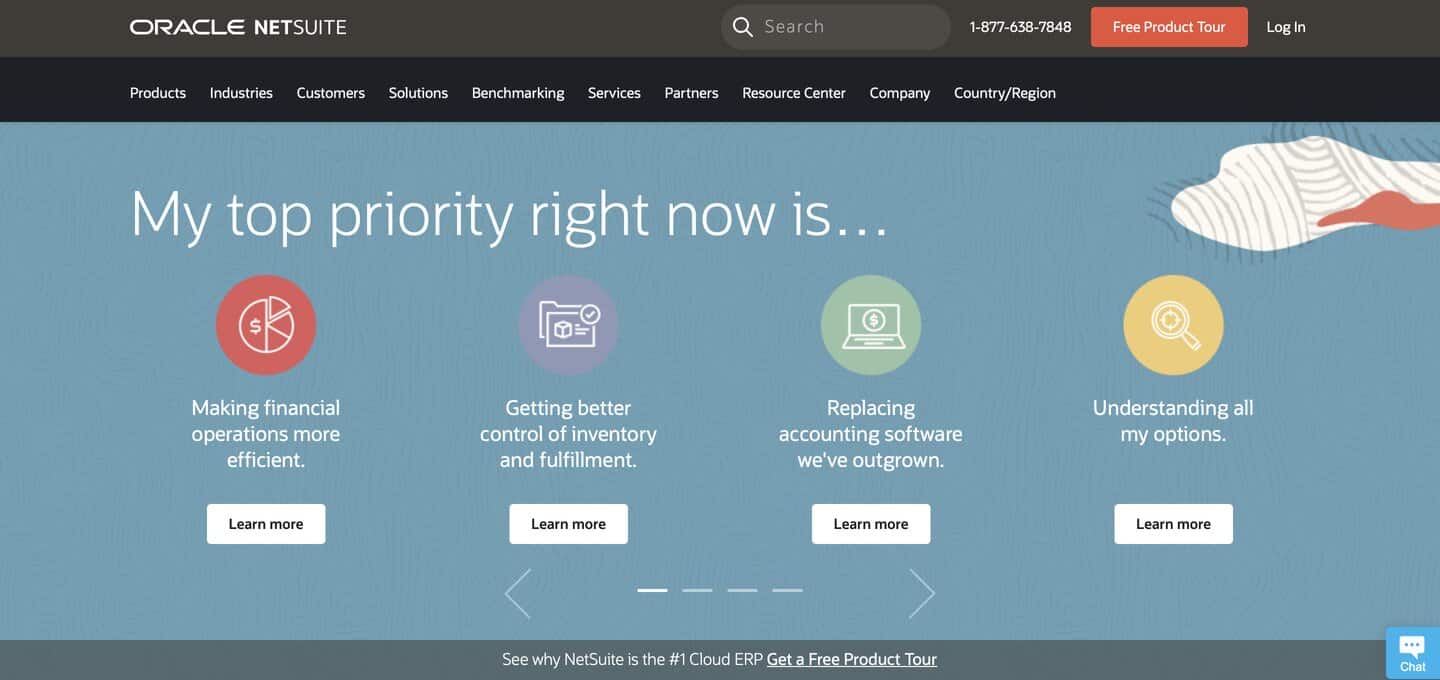 ORACLE NETSUITE
Search
1-877-638-7848
Free Product Tour
Log In
Products
Industries
Customers
Solutions
Benchmarking
Services
Partners
Resource Center
Company
Country/Region
My top priority right now is...
Making financial
operations more
efficient.
Learn more
Getting better
control of inventory
and fulfillment.
Learn more
Replacing
accounting software
we've outgrown.
Learn more
Understanding all
my options.
Learn more
See why NetSuite is the #1 Cloud ERP Get a Free Product Tour
Chat